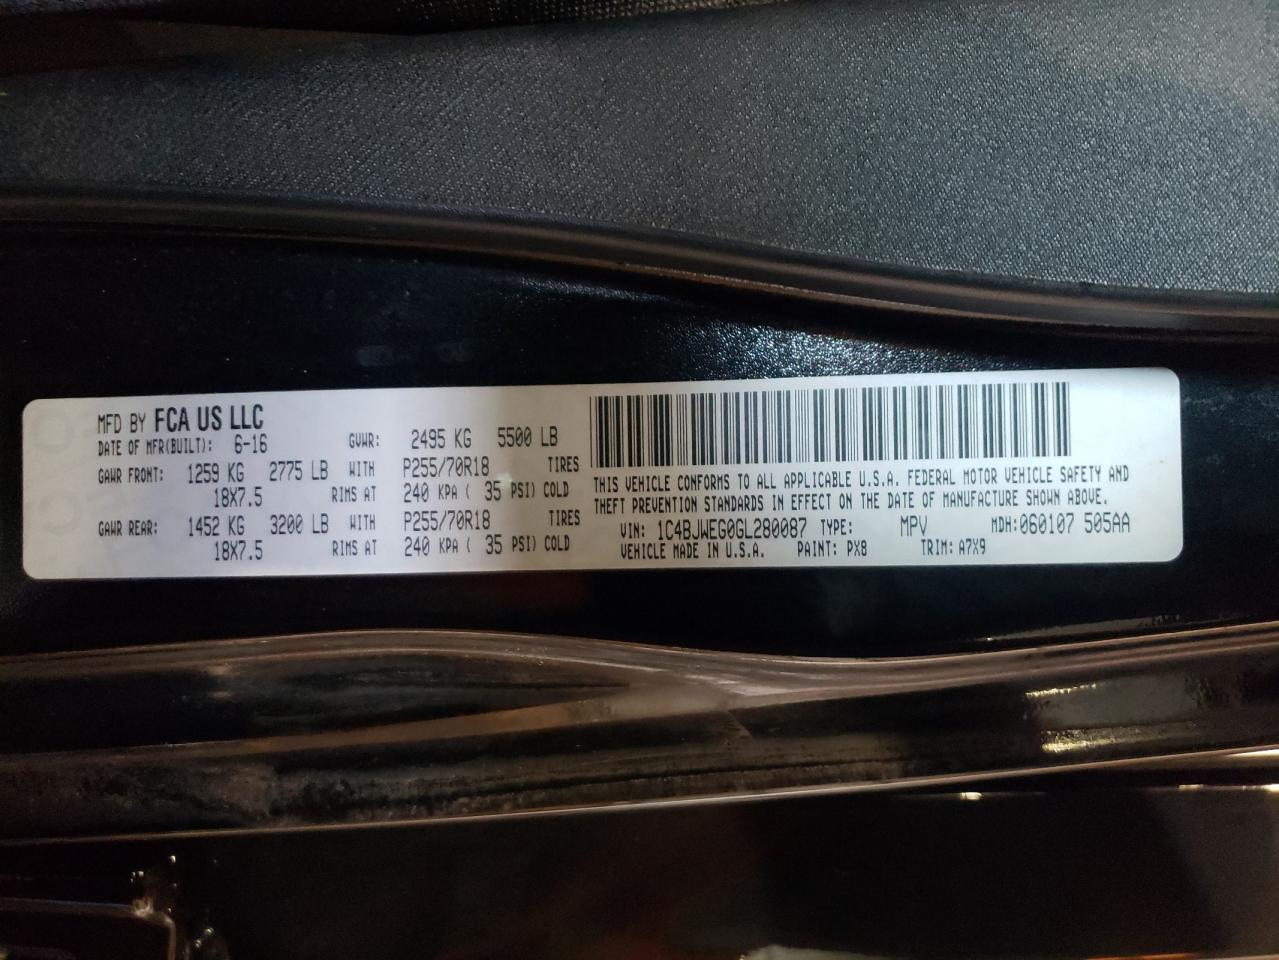 MFD BY FCA US LLC
DATE OF MFR(BUILT): 6-16 GVWR: 2495 KG 5500 LB
GAWR FRONT: 1259 KG 2775 LB WITH P255/70R18 TIRES
18X7.5 RIMS AT 240 KPA ( 35 PSI) COLD
GAWR REAR: 1452 KG 3200 LB WITH P255/70R18 TIRES
18X7.5 RIMS AT 240 KPA ( 35 PSI) COLD
THIS VEHICLE CONFORMS TO ALL APPLICABLE U.S.A. FEDERAL MOTOR VEHICLE SAFETY AND
THEFT PREVENTION STANDARDS IN EFFECT ON THE DATE OF MANUFACTURE SHOWN ABOVE.
VIN: 1C4BJWEG0GL280087 TYPE: MPV MDH:060107 505AA
VEHICLE MADE IN U.S.A. PAINT: PX8 TRIM: A7X9